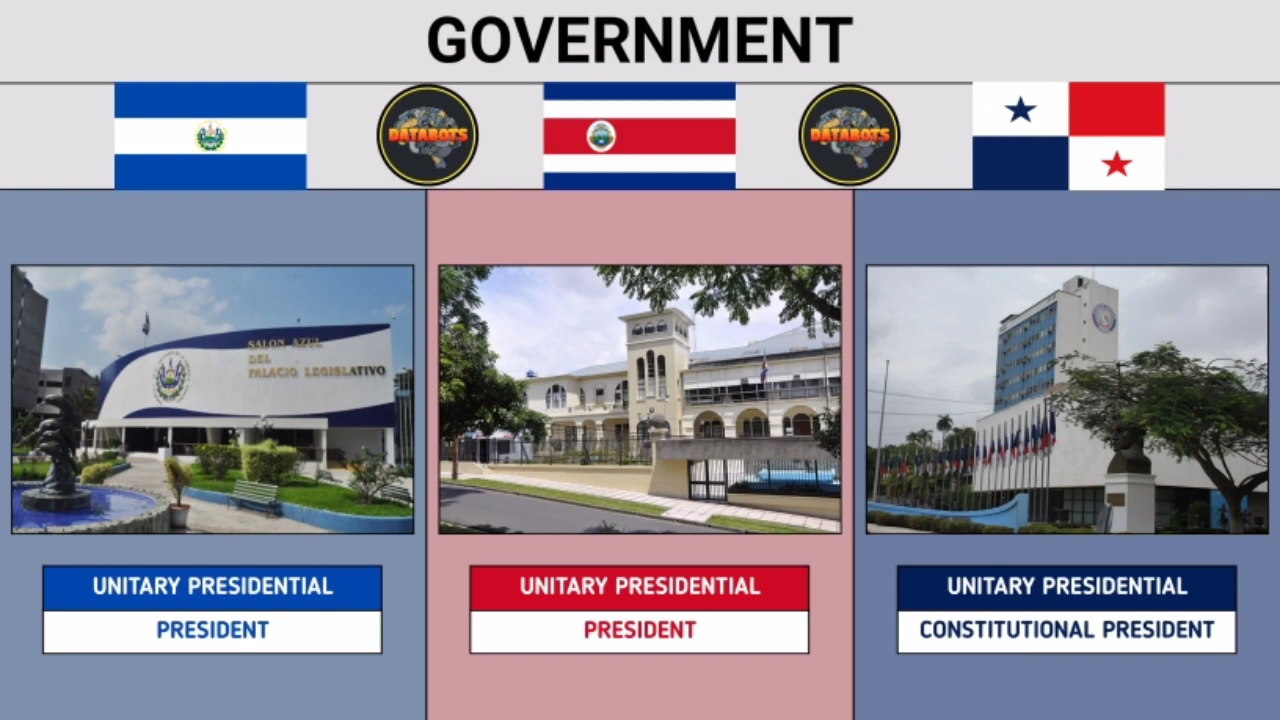 GOVERNMENT
DATABOTS
DATABOTS
SALON AZUL
DEL
PALACIO LEGISLATIVO
UNITARY PRESIDENTIAL
PRESIDENT
UNITARY PRESIDENTIAL
PRESIDENT
UNITARY PRESIDENTIAL
CONSTITUTIONAL PRESIDENT